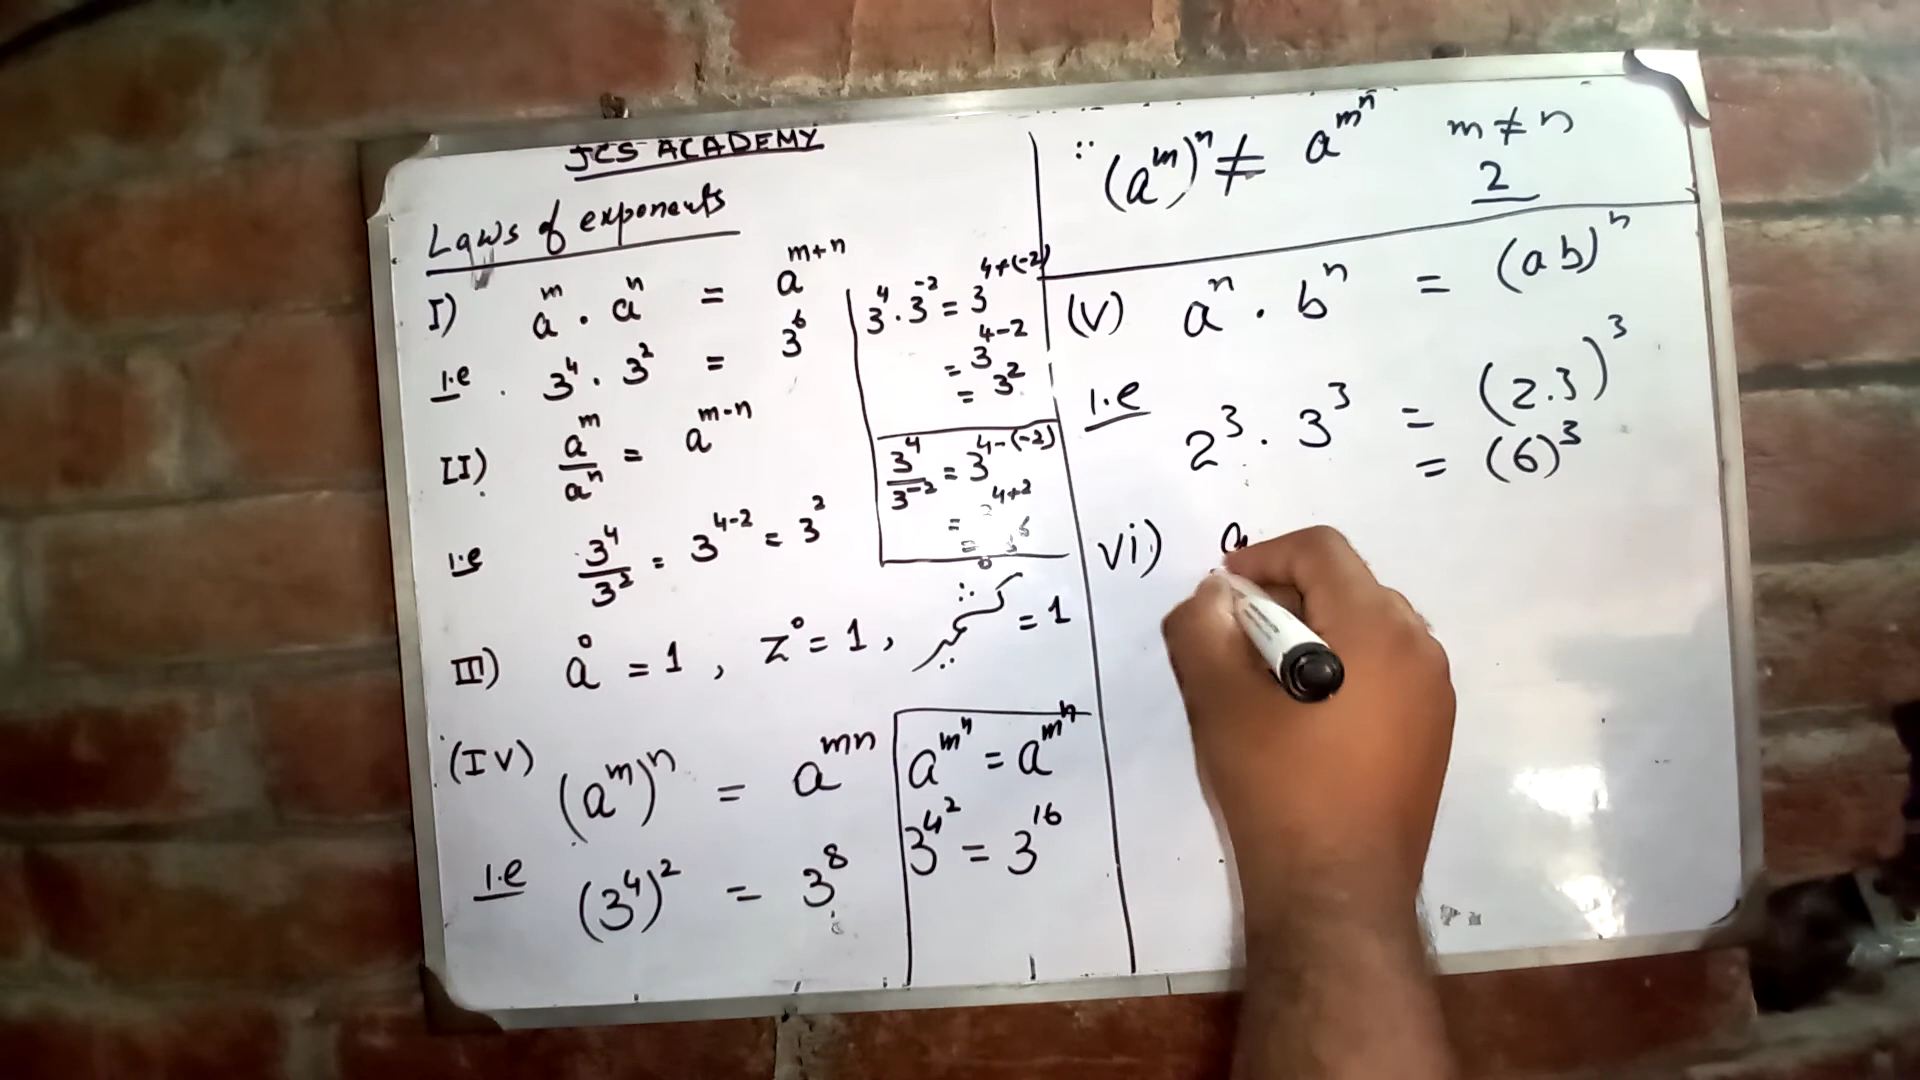 JCS ACADEMY
Laws of exponents
I) a^m . a^n = a^{m+n}
i.e . 3^4 . 3^2 = 3^6
II) a^m / a^n = a^{m-n}
i.e 3^4 / 3^2 = 3^{4-2} = 3^2
III) a^0 = 1 , Z^0 = 1 ,
= 1
(IV) (a^m)^n = a^{mn}
i.e (3^4)^2 = 3^8
3^4 . 3^{-2} = 3^{4+(-2)}
= 3^{4-2}
= 3^2
3^4 / 3^{-2} = 3^{4-(-2)}
= 3^{4+2}
= 3^6
a^{m^n} = a^{m^n}
3^{4^2} = 3^{16}
∵ (a^m)^n ≠ a^{m^n} m ≠ n
2
(V) a^n . b^n = (ab)^n
i.e 2^3 . 3^3 = (2.3)^3
= (6)^3
vi) a